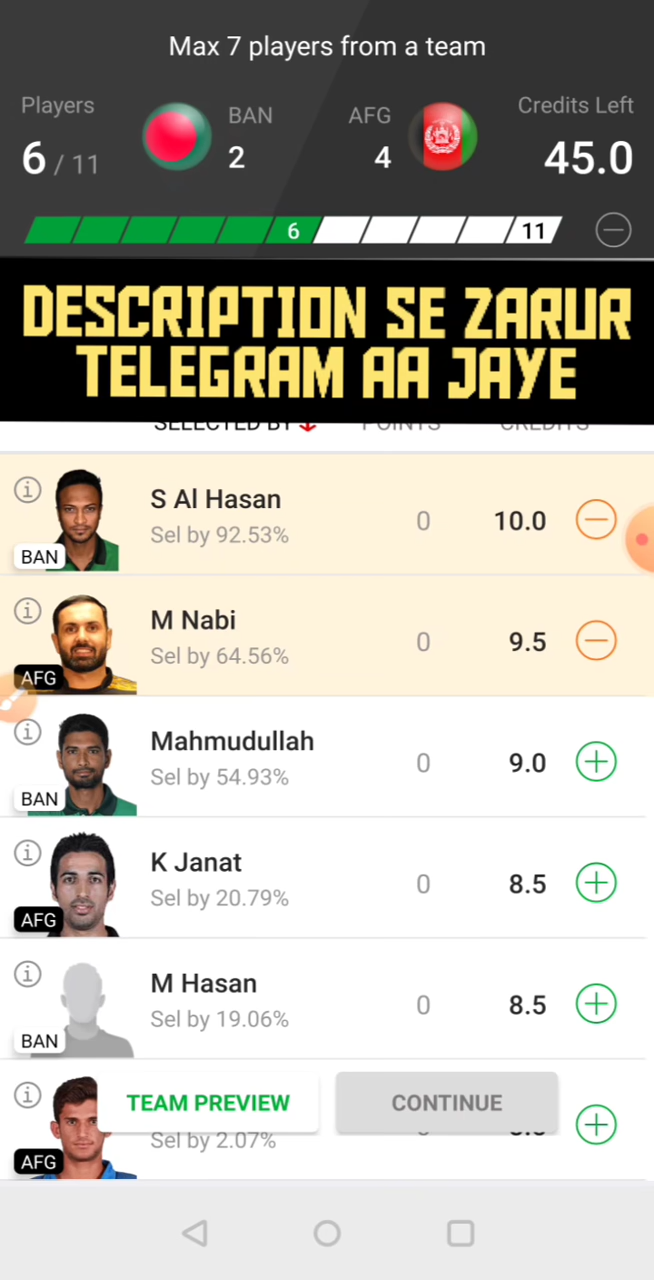 Max 7 players from a team
Players
BAN
AFG
Credits Left
6 / 11
2
4
45.0
6
11
DESCRIPTION SE ZARUR
TELEGRAM AA JAYE
SELECTED BY POINTS CREDITS
S Al Hasan
Sel by 92.53%
0
10.0
BAN
M Nabi
Sel by 64.56%
0
9.5
AFG
Mahmudullah
Sel by 54.93%
0
9.0
BAN
K Janat
Sel by 20.79%
0
8.5
AFG
M Hasan
Sel by 19.06%
0
8.5
BAN
TEAM PREVIEW
CONTINUE
Sel by 2.07%
AFG